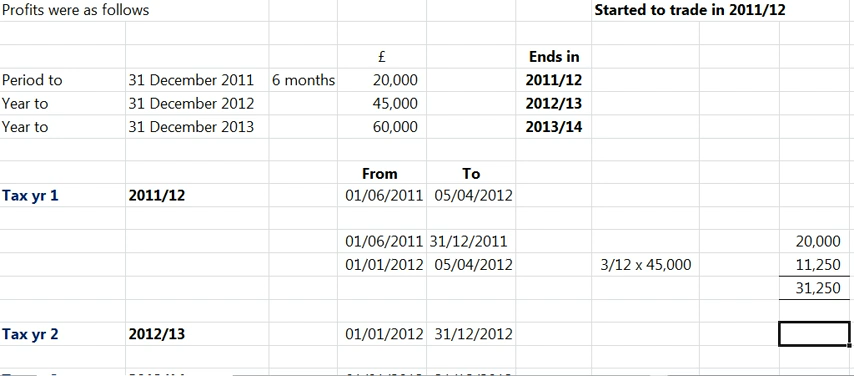 Profits were as follows Started to trade in 2011/12
£ Ends in
Period to 31 December 2011 6 months 20,000 2011/12
Year to 31 December 2012 45,000 2012/13
Year to 31 December 2013 60,000 2013/14
From To
Tax yr 1 2011/12 01/06/2011 05/04/2012
01/06/2011 31/12/2011 20,000
01/01/2012 05/04/2012 3/12 x 45,000 11,250
31,250
Tax yr 2 2012/13 01/01/2012 31/12/2012